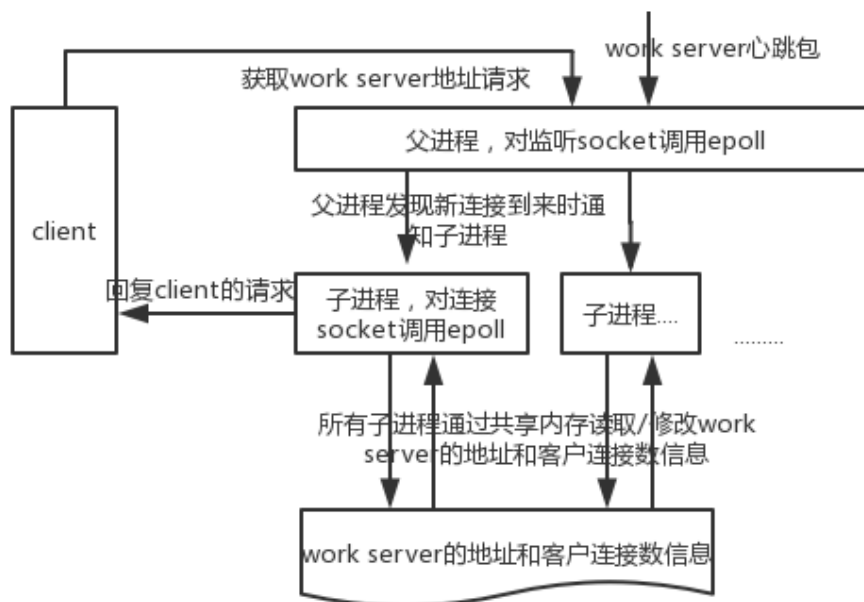 work server心跳包
获取work server地址请求
父进程，对监听socket调用epoll
父进程发现新连接到来时通
知子进程
client
回复client的请求
子进程，对连接
socket调用epoll
子进程....
.........
所有子进程通过共享内存读取/修改work
server的地址和客户连接数信息
work server的地址和客户连接数信息